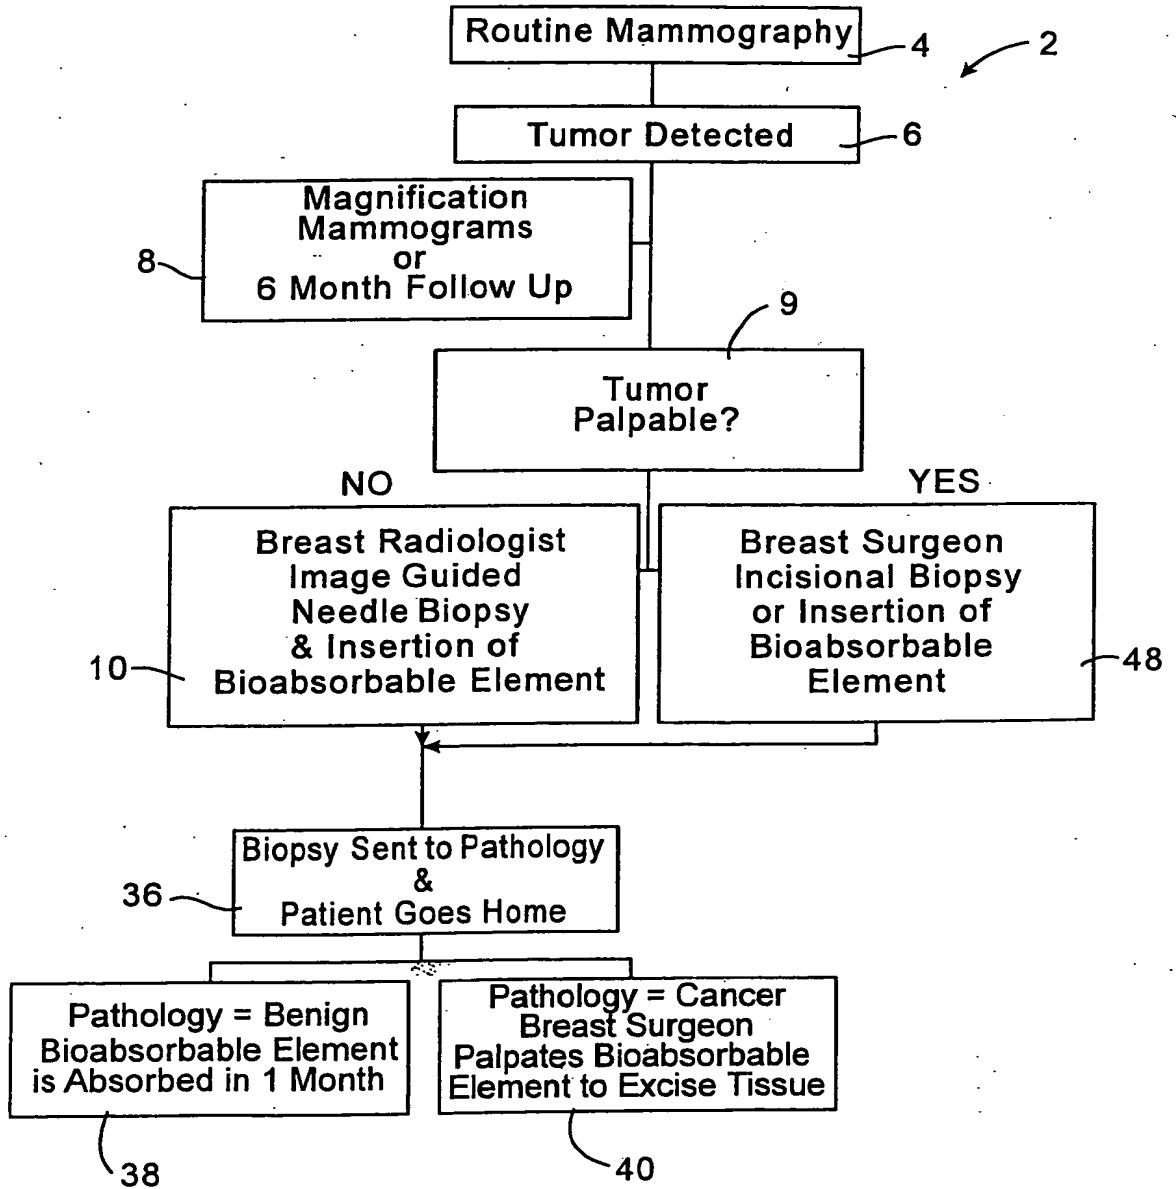 Routine Mammography
4
2
Tumor Detected
6
Magnification
Mammograms
or
6 Month Follow Up
8
9
Tumor
Palpable?
NO
YES
Breast Radiologist
Image Guided
Needle Biopsy
& Insertion of
Bioabsorbable Element
10
Breast Surgeon
Incisional Biopsy
or Insertion of
Bioabsorbable
Element
48
Biopsy Sent to Pathology
&
Patient Goes Home
36
Pathology = Benign
Bioabsorbable Element
is Absorbed in 1 Month
38
Pathology = Cancer
Breast Surgeon
Palpates Bioabsorbable
Element to Excise Tissue
40